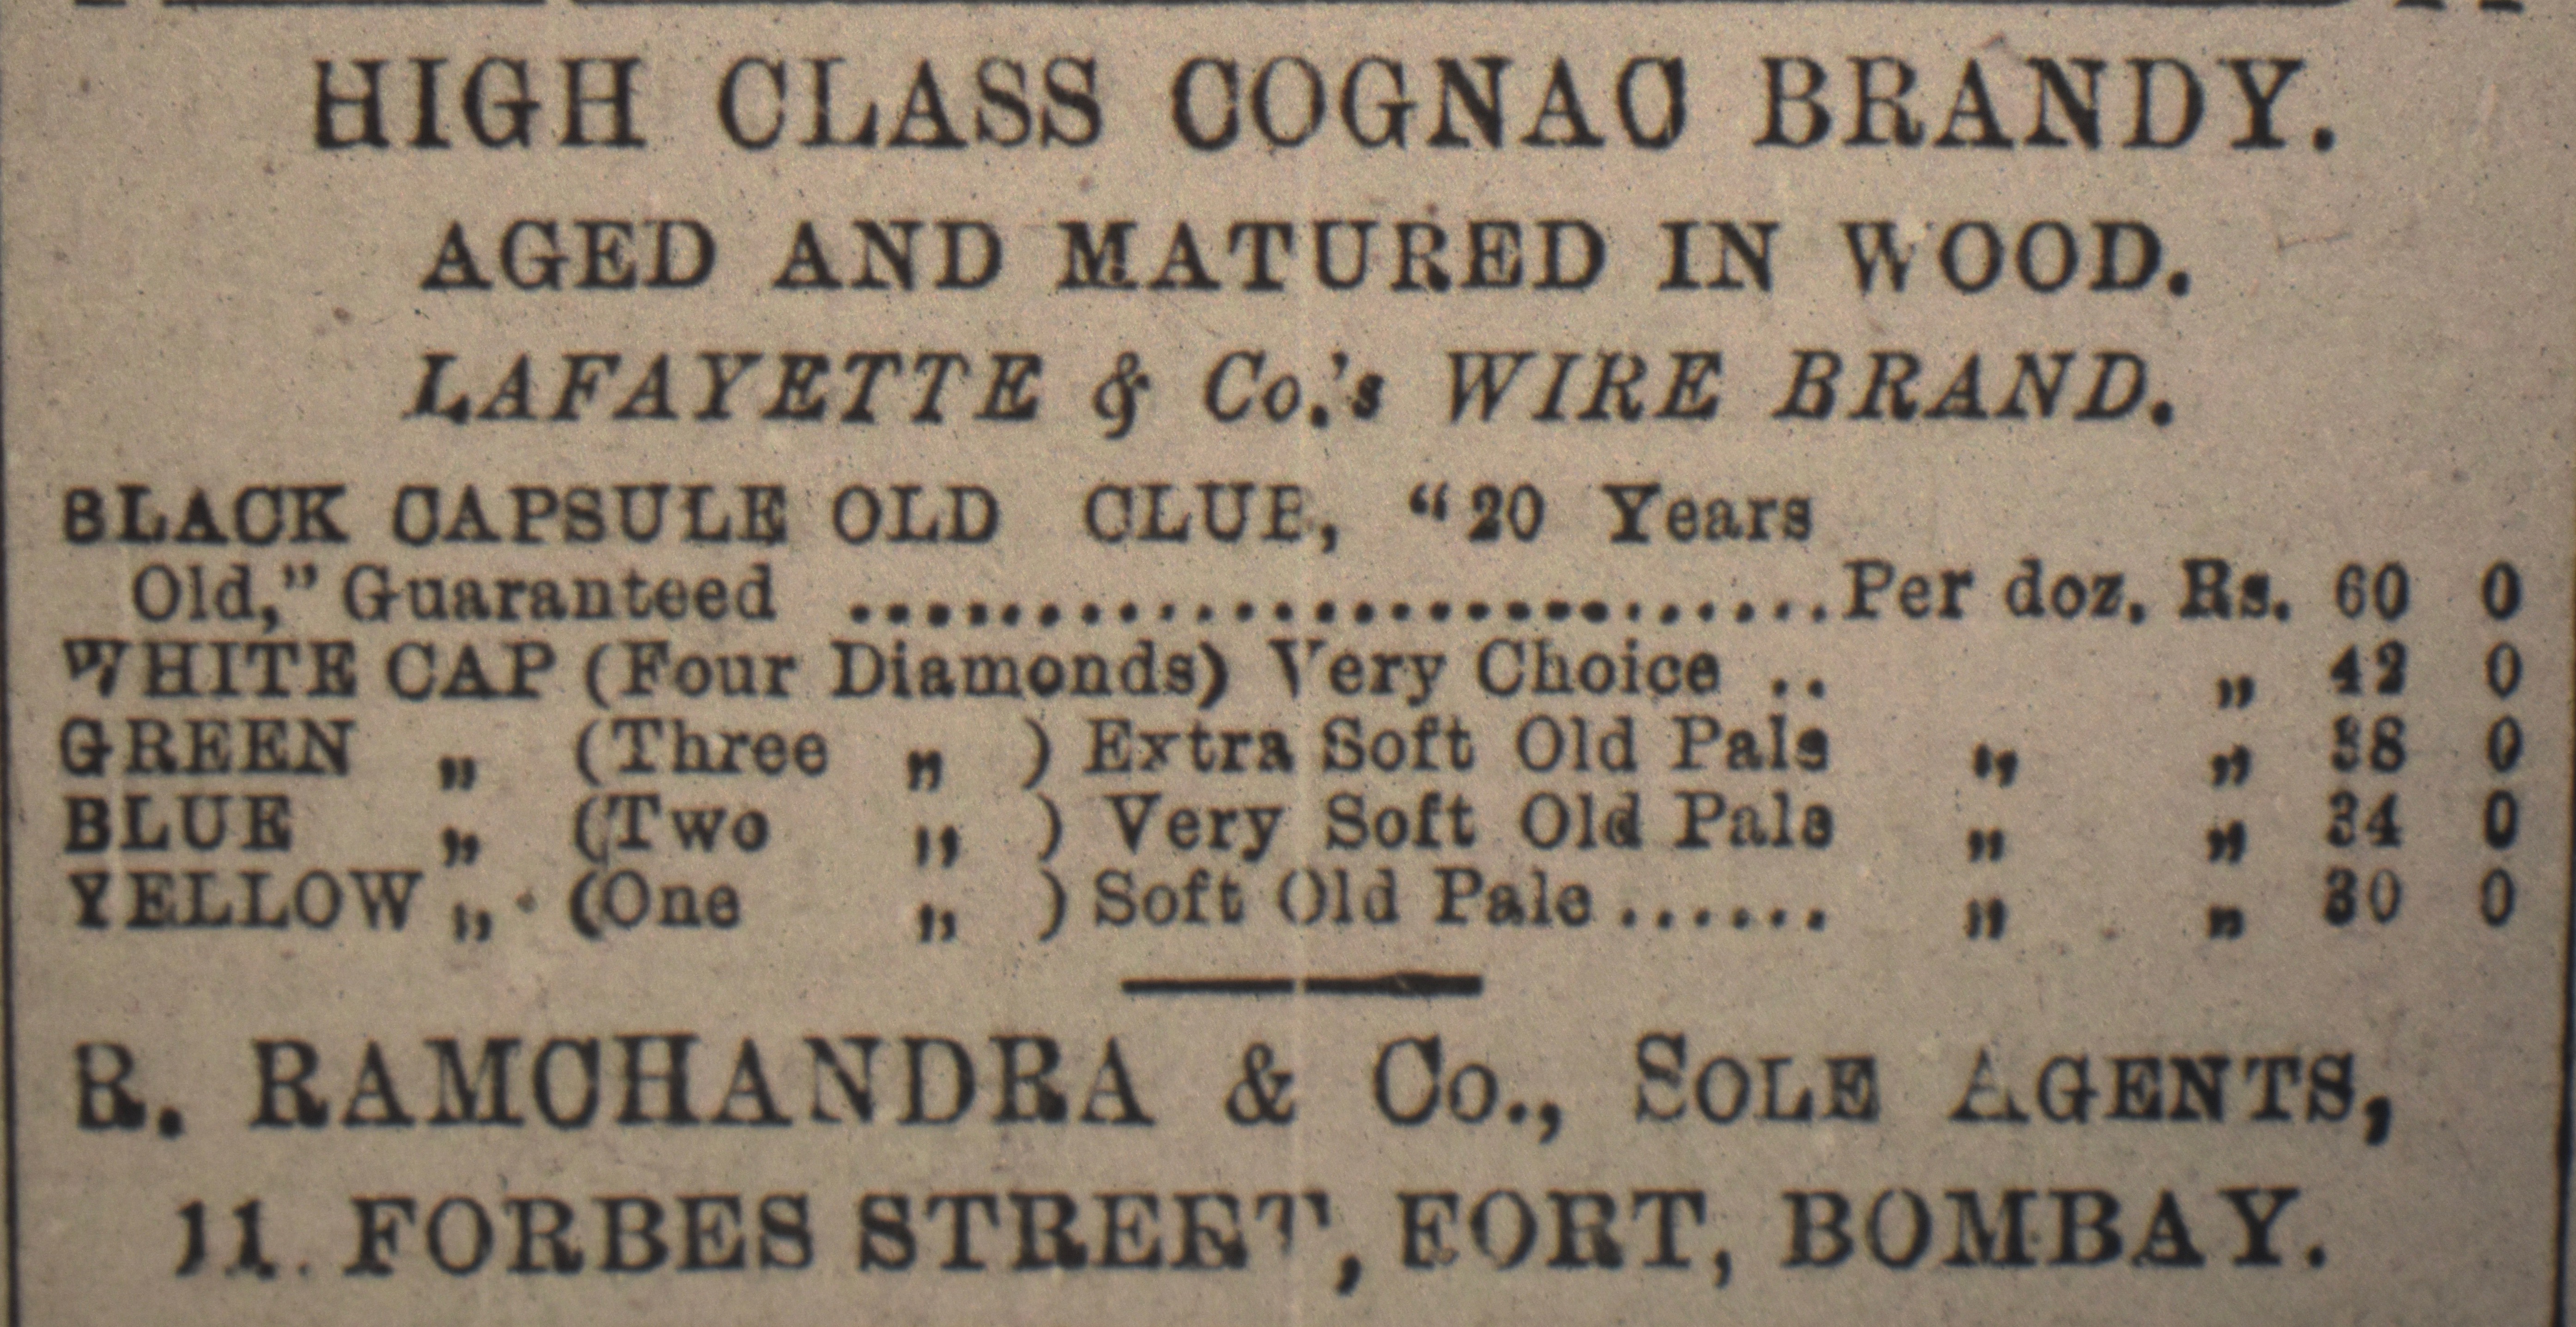 HIGH CLASS COGNAC BRANDY.
AGED AND MATURED IN WOOD.
LAFAYETTE & Co.'s WIRE BRAND.
BLACK CAPSULE OLD CLUB, “20 Years
Old,” Guaranteed ................................Per doz. Rs. 60 0
WHITE CAP (Four Diamonds) Very Choice .. „ 42 0
GREEN „ (Three „ ) Extra Soft Old Pale „ „ 38 0
BLUE „ (Two „ ) Very Soft Old Pale „ „ 34 0
YELLOW „ (One „ ) Soft Old Pale ...... „ „ 30 0
R. RAMCHANDRA & Co., SOLE AGENTS,
11. FORBES STREET, FORT, BOMBAY.